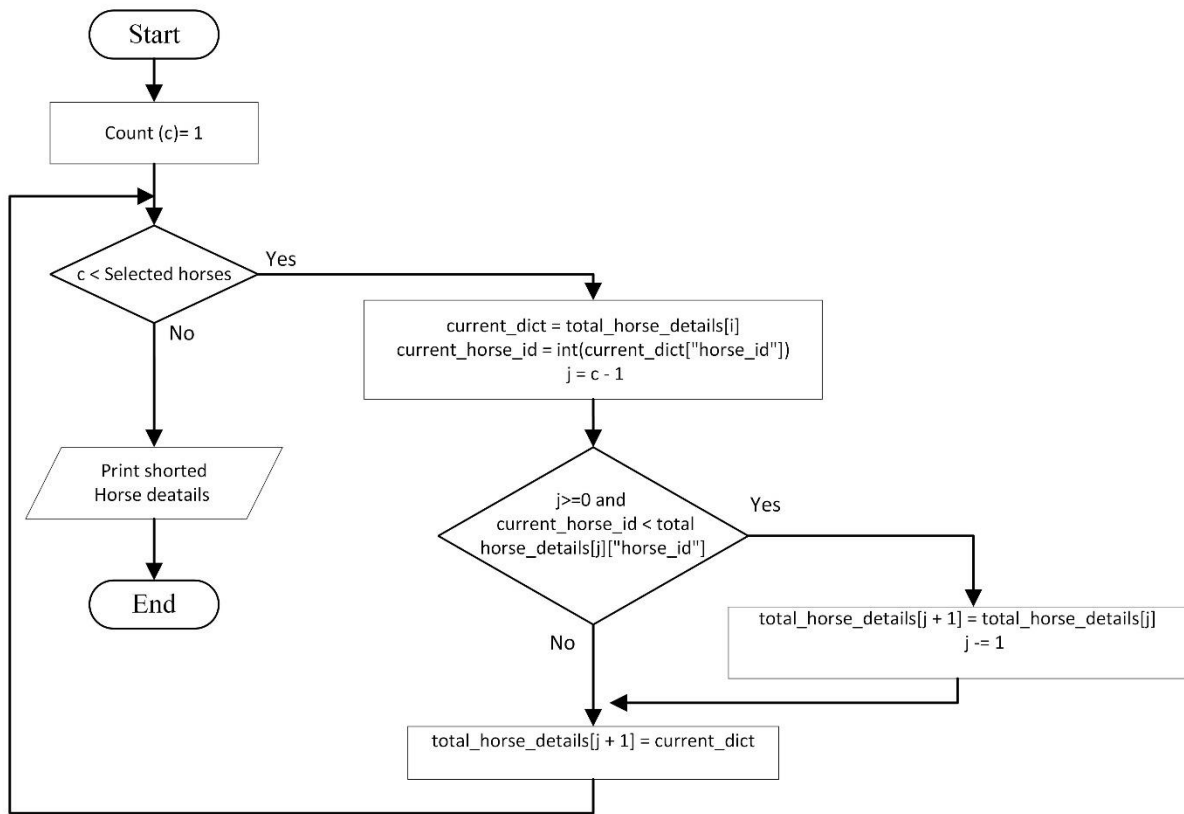 Start
Count (c)= 1
c < Selected horses
Yes
No
current_dict = total_horse_details[i]
current_horse_id = int(current_dict["horse_id"])
j = c - 1
Print shorted
Horse deatails
j>=0 and
current_horse_id < total
horse_details[j]["horse_id"]
Yes
No
End
total_horse_details[j + 1] = total_horse_details[j]
j -= 1
total_horse_details[j + 1] = current_dict